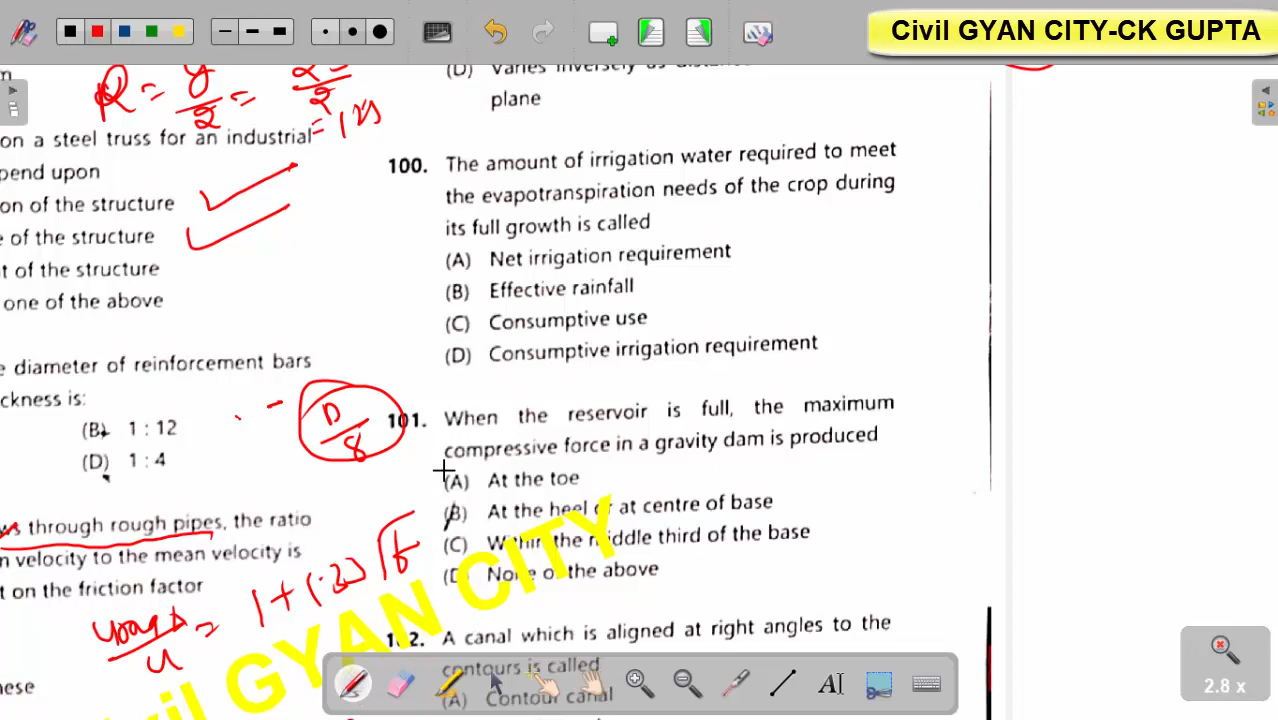 Civil GYAN CITY-CK GUPTA
on a steel truss for an industrial
pend upon
on of the structure
e of the structure
t of the structure
one of the above
e diameter of reinforcement bars
ckness is:
(B) 1 : 12
(D) 1 : 4
D/8
ws through rough pipes, the ratio
n velocity to the mean velocity is
t on the friction factor
hese
(D) Varies inversely as
plane
100. The amount of irrigation water required to meet
the evapotranspiration needs of the crop during
its full growth is called
(A) Net irrigation requirement
(B) Effective rainfall
(C) Consumptive use
(D) Consumptive irrigation requirement
101. When the reservoir is full, the maximum
compressive force in a gravity dam is produced
(A) At the toe
(B) At the heel or at centre of base
(C) Within the middle third of the base
(D) None of the above
102. A canal which is aligned at right angles to the
contours is called
(A) Contour canal
Civil GYAN CITY
2.8 x